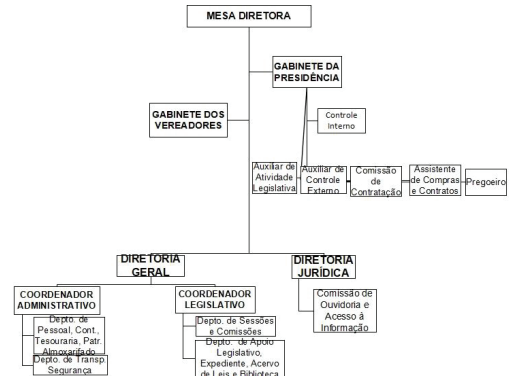 MESA DIRETORA
GABINETE DA
PRESIDÊNCIA
GABINETE DOS
VEREADORES
Controle
Interno
Auxiliar de
Atividade
Legislativa
Auxiliar de
Controle
Externo
Comissão
de
Contratação
Assistente
de Compras
e Contratos
Pregoeiro
DIRETORIA
GERAL
DIRETORIA
JURÍDICA
COORDENADOR
ADMINISTRATIVO
COORDENADOR
LEGISLATIVO
Comissão de
Ouvidoria e
Acesso à
Informação
Depto. de
Pessoal, Cont.,
Tesouraria, Patr.
Almoxarifado
Depto. de Transp.
Segurança
Depto. de Sessões
e Comissões
Depto. de Apoio
Legislativo,
Expediente, Acervo
de Leis e Biblioteca